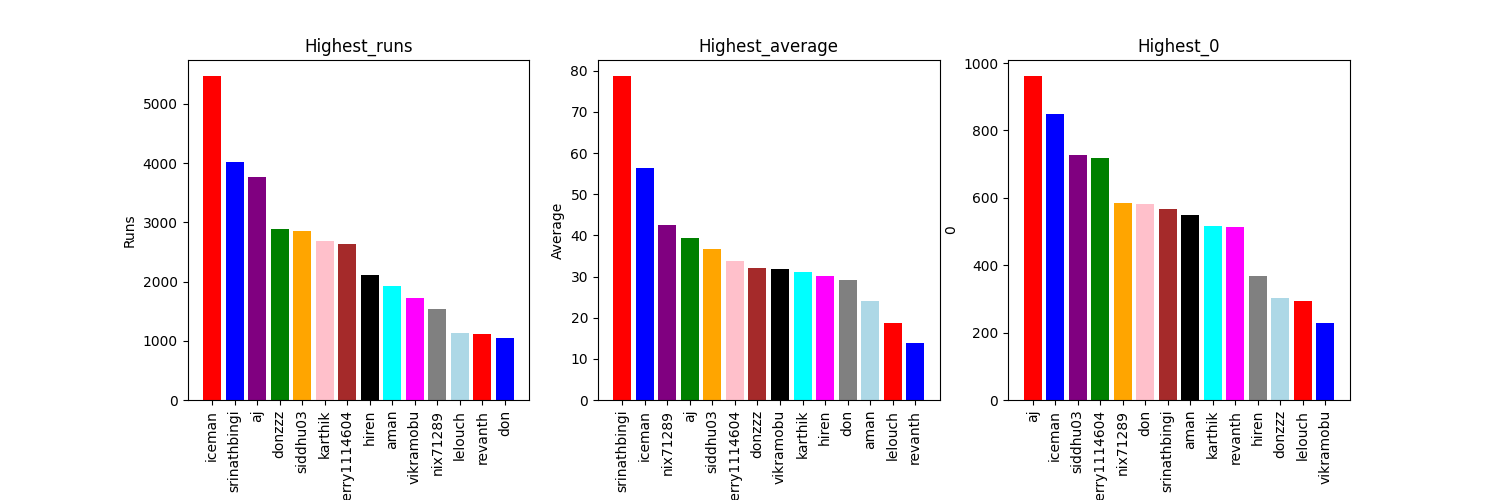 Highest_runs
Runs
5000
4000
3000
2000
1000
0
iceman
srinathbingi
aj
donzzz
siddhu03
karthik
erry1114604
hiren
aman
vikramobu
nix71289
lelouch
revanth
don
Highest_average
Average
80
70
60
50
40
30
20
10
0
srinathbingi
iceman
nix71289
aj
siddhu03
erry1114604
donzzz
vikramobu
karthik
hiren
don
aman
lelouch
revanth
Highest_0
0
1000
800
600
400
200
0
aj
iceman
siddhu03
erry1114604
nix71289
don
srinathbingi
aman
karthik
revanth
hiren
donzzz
lelouch
vikramobu